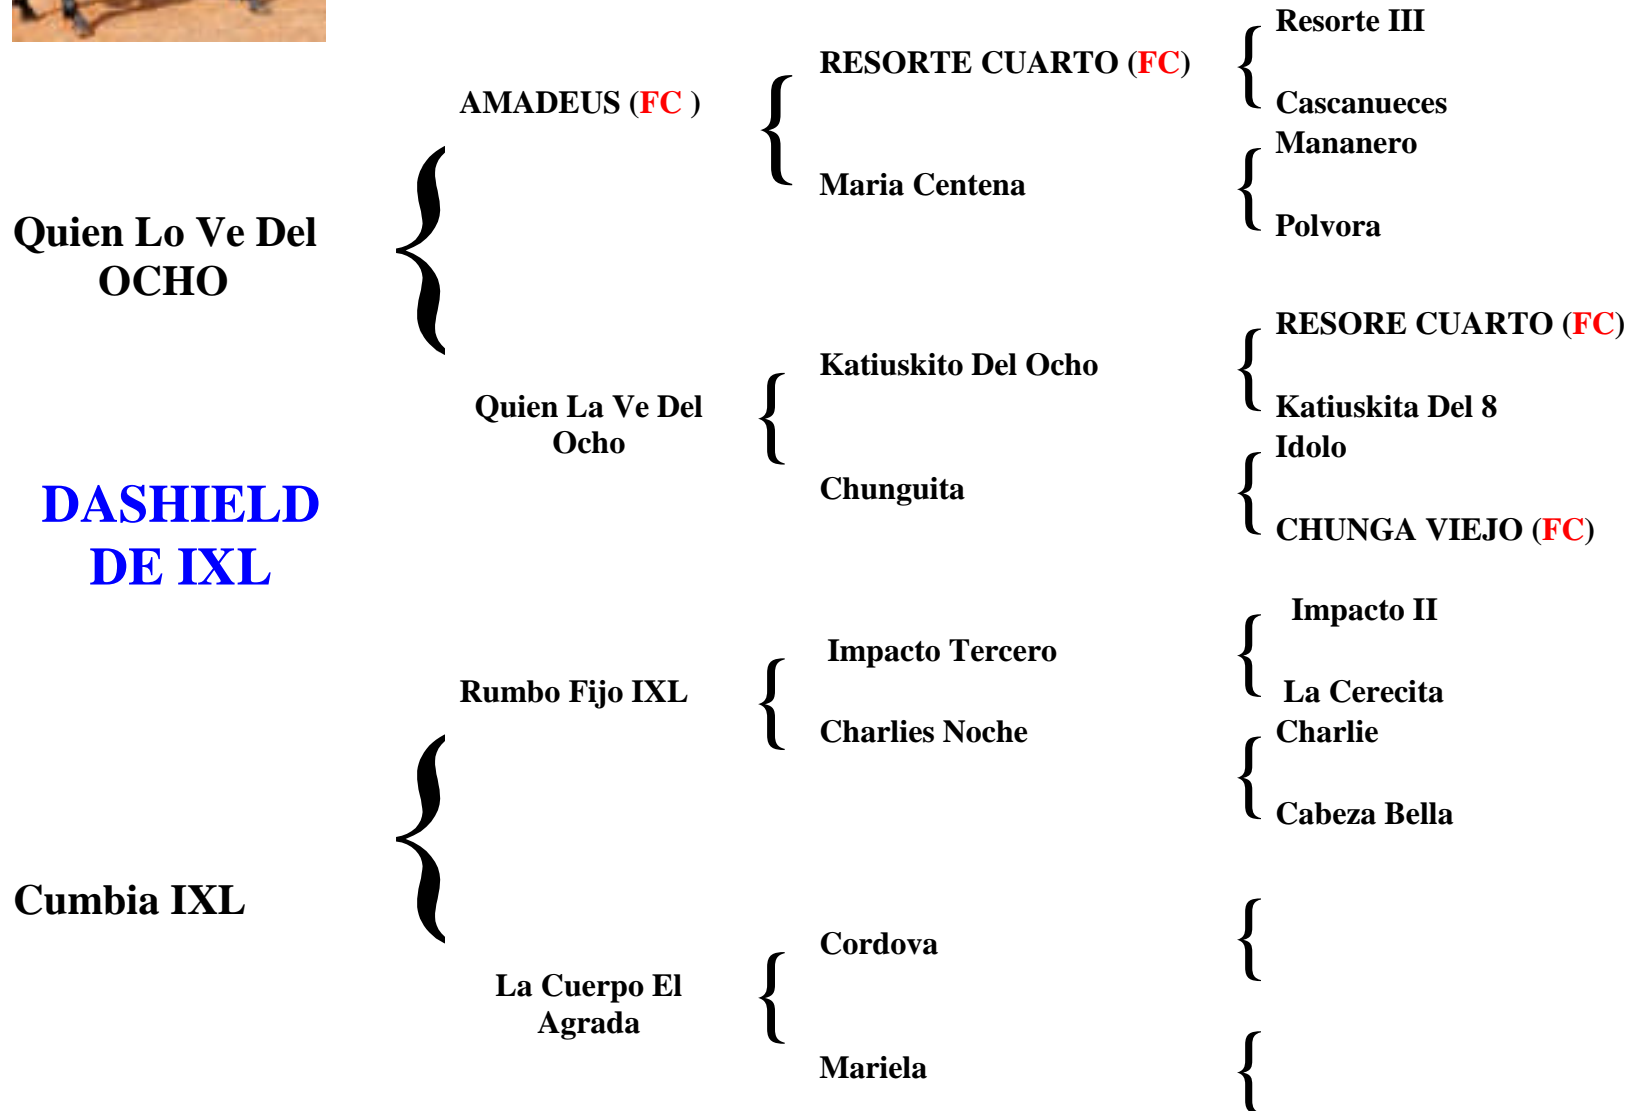 Resorte III
RESORTE CUARTO (FC)
AMADEUS (FC )
Cascanueces
Mananero
Maria Centena
Polvora
Quien Lo Ve Del
OCHO
RESORE CUARTO (FC)
Katiuskito Del Ocho
Quien La Ve Del
Ocho
Katiuskita Del 8
Idolo
Chunguita
CHUNGA VIEJO (FC)
DASHIELD
DE IXL
Impacto II
Impacto Tercero
Rumbo Fijo IXL
La Cerecita
Charlies Noche
Charlie
Cabeza Bella
Cumbia IXL
Cordova
La Cuerpo El
Agrada
Mariela